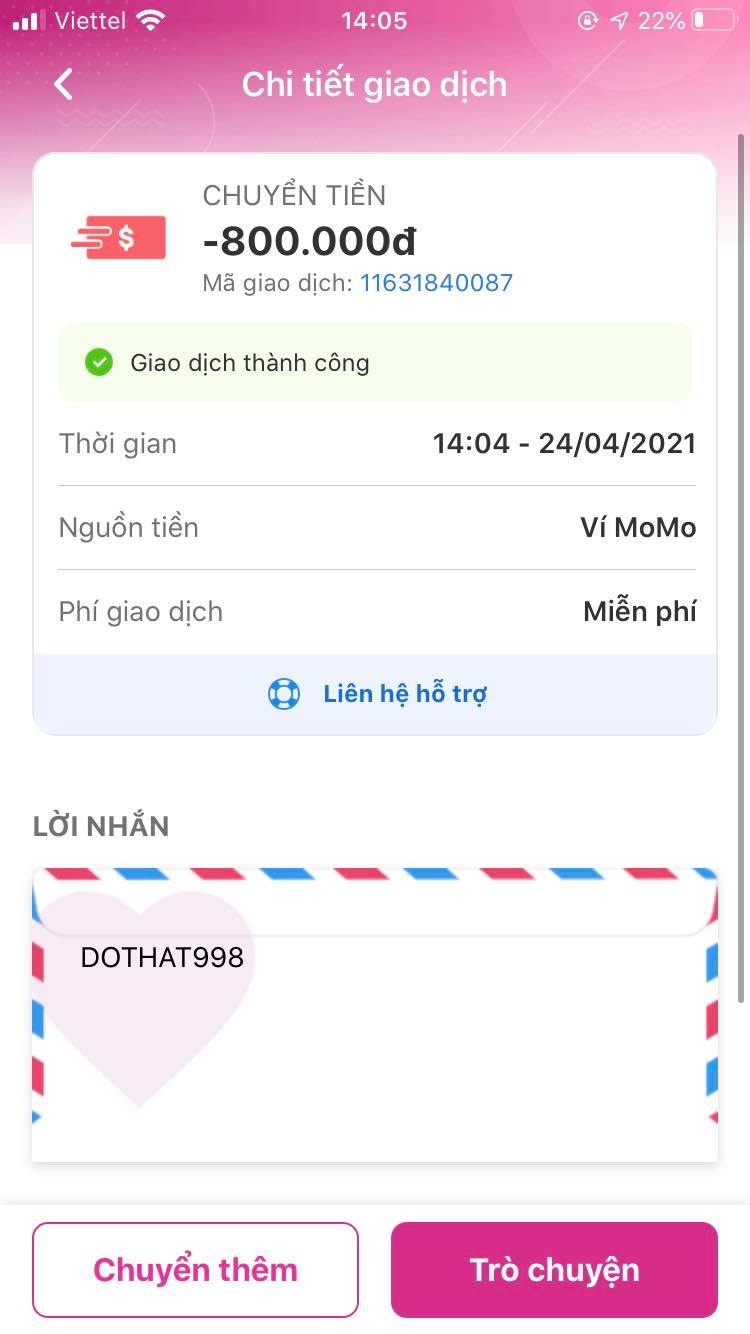 Viettel 14:05 22%
Chi tiết giao dịch
CHUYỂN TIỀN
$
-800.000đ
Mã giao dịch: 11631840087
Giao dịch thành công
Thời gian 14:04 - 24/04/2021
Nguồn tiền Ví MoMo
Phí giao dịch Miễn phí
Liên hệ hỗ trợ
LỜI NHẮN
DOTHAT998
Chuyển thêm Trò chuyện